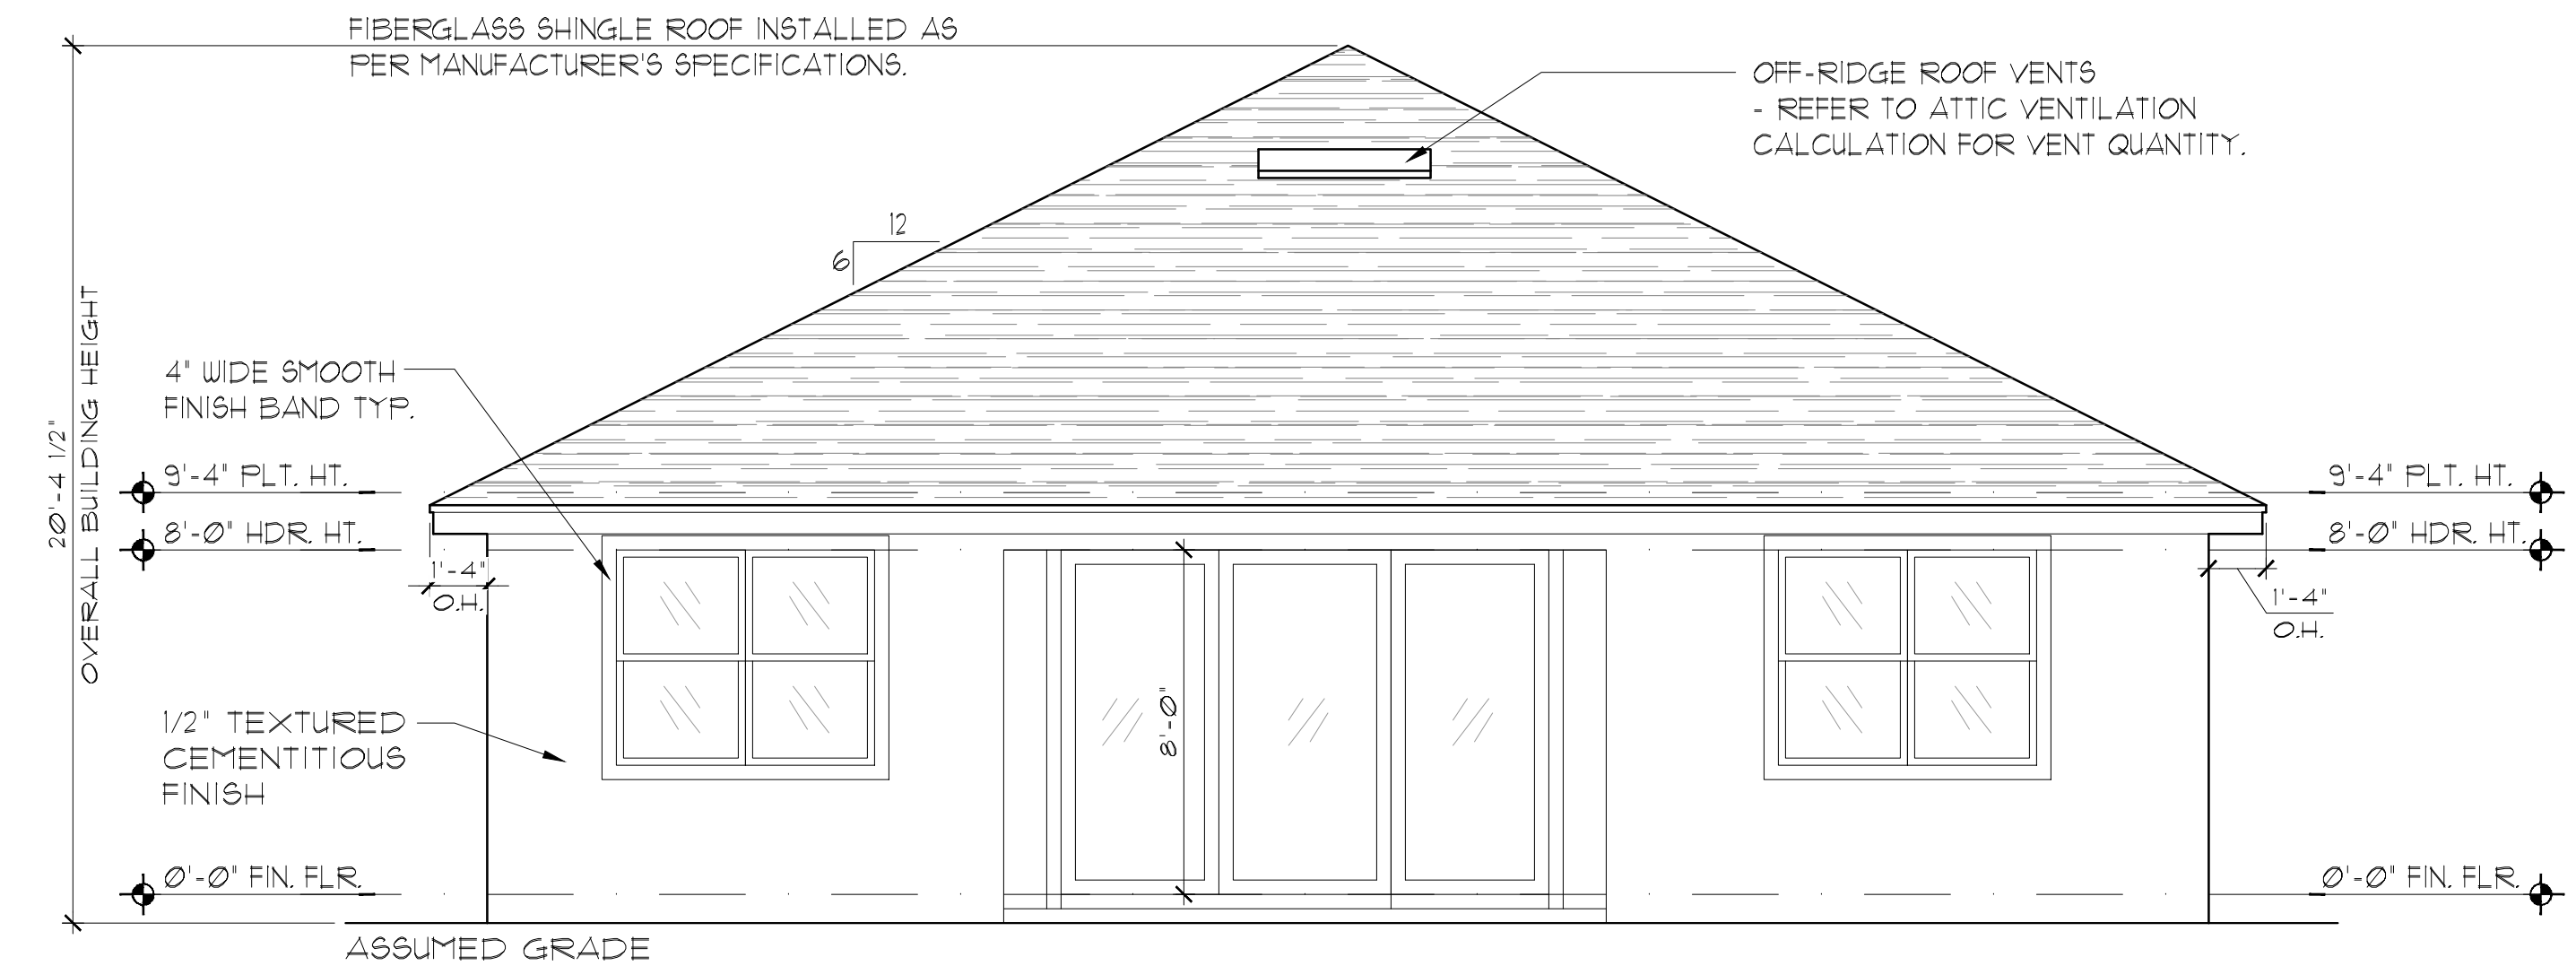 FIBERGLASS SHINGLE ROOF INSTALLED AS
PER MANUFACTURER'S SPECIFICATIONS.
OFF-RIDGE ROOF VENTS
- REFER TO ATTIC VENTILATION
CALCULATION FOR VENT QUANTITY.
12
6
20'-4 1/2"
OVERALL BUILDING HEIGHT
4" WIDE SMOOTH
FINISH BAND TYP.
9'-4" PLT. HT.
8'-0" HDR. HT.
1'-4"
O.H.
1/2" TEXTURED
CEMENTITIOUS
FINISH
0'-0" FIN. FLR.
ASSUMED GRADE
8'-0"
9'-4" PLT. HT.
8'-0" HDR. HT.
1'-4"
O.H.
0'-0" FIN. FLR.